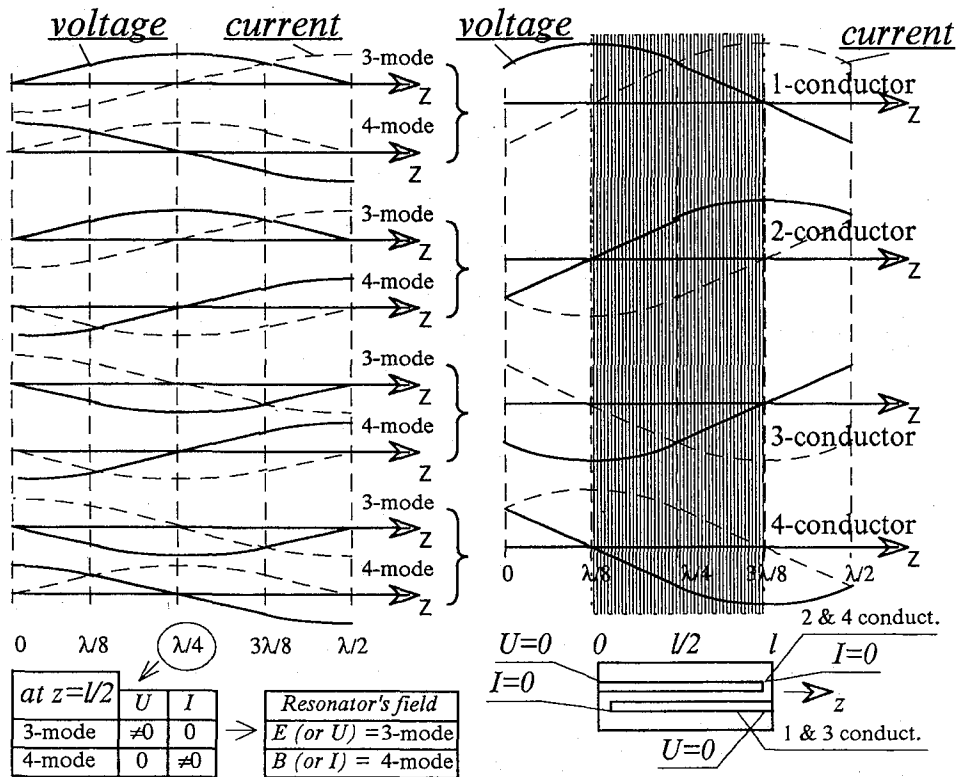 voltage current
3-mode
Z
4-mode
Z
3-mode
Z
4-mode
Z
3-mode
Z
4-mode
Z
3-mode
Z
4-mode
Z
0 λ/8 λ/4 3λ/8 λ/2
voltage current
1-conductor
Z
2-conductor
Z
3-conductor
Z
4-conductor
Z
0 λ/8 λ/4 3λ/8 λ/2
at z=l/2 U I
3-mode ≠0 0
4-mode 0 ≠0
Resonator's field
E (or U) =3-mode
B (or I) = 4-mode
2 & 4 conduct.
0 l/2 l
U=0 I=0
I=0
z
U=0 1 & 3 conduct.